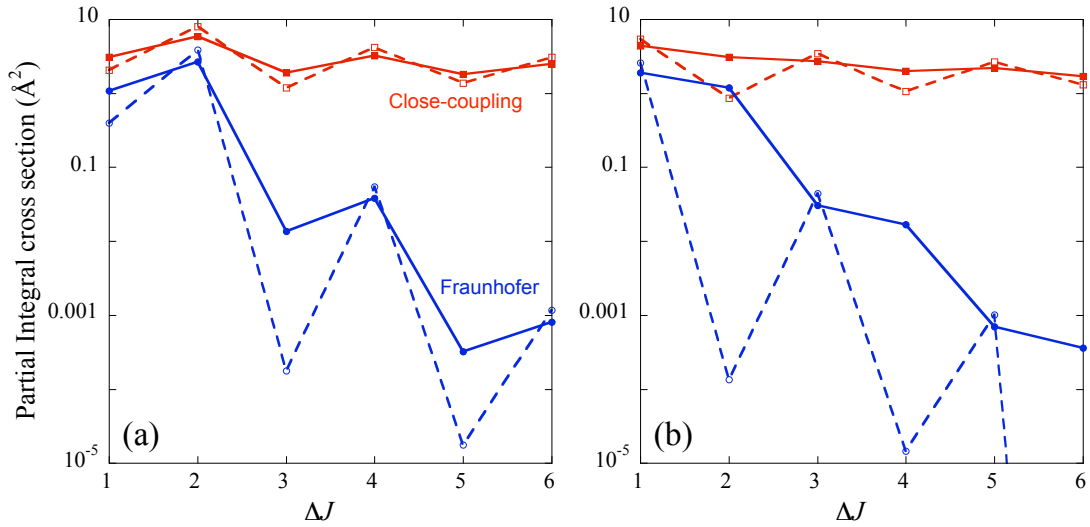 Partial Integral cross section (Å²)
10
0.1
0.001
10⁻⁵
Close-coupling
Fraunhofer
(a)
1 2 3 4 5 6
ΔJ
10
0.1
0.001
10⁻⁵
(b)
1 2 3 4 5 6
ΔJ